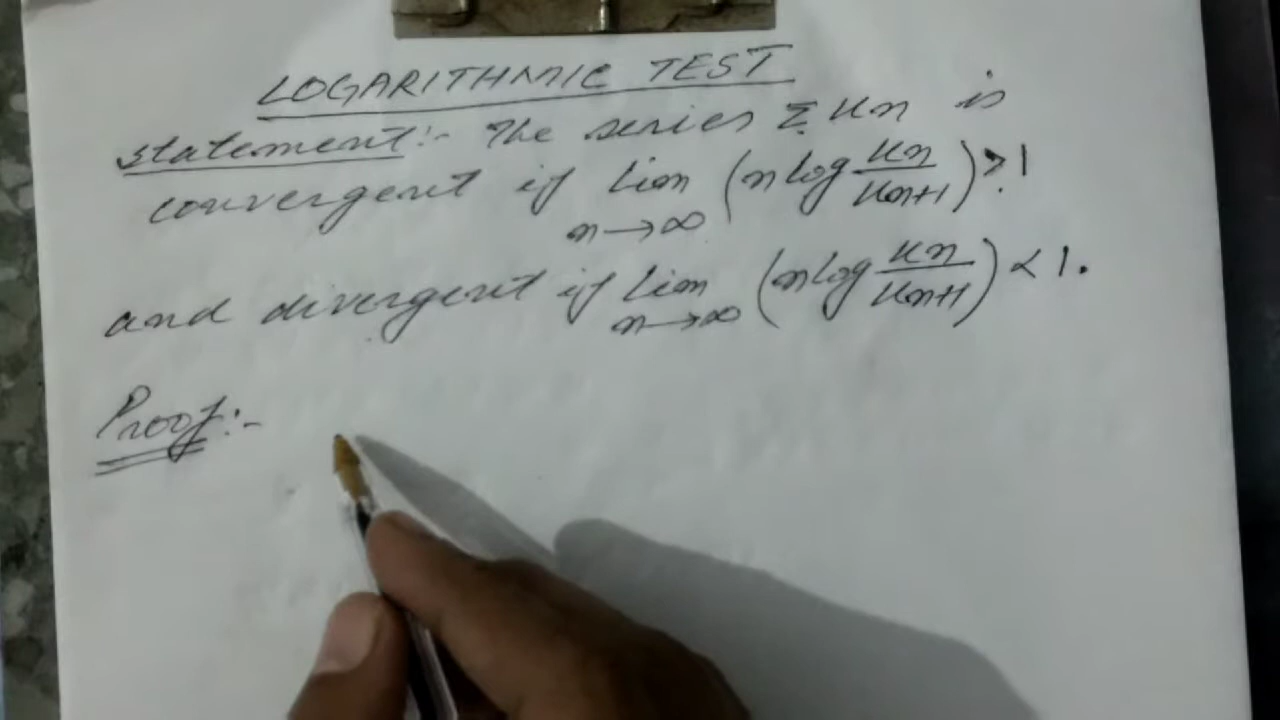 LOGARITHMIC TEST
Statement:- The series Σ un is
convergent if lim n→∞ (n log un/un+1) > 1
and divergent if lim n→∞ (n log un/un+1) < 1.
Proof:-